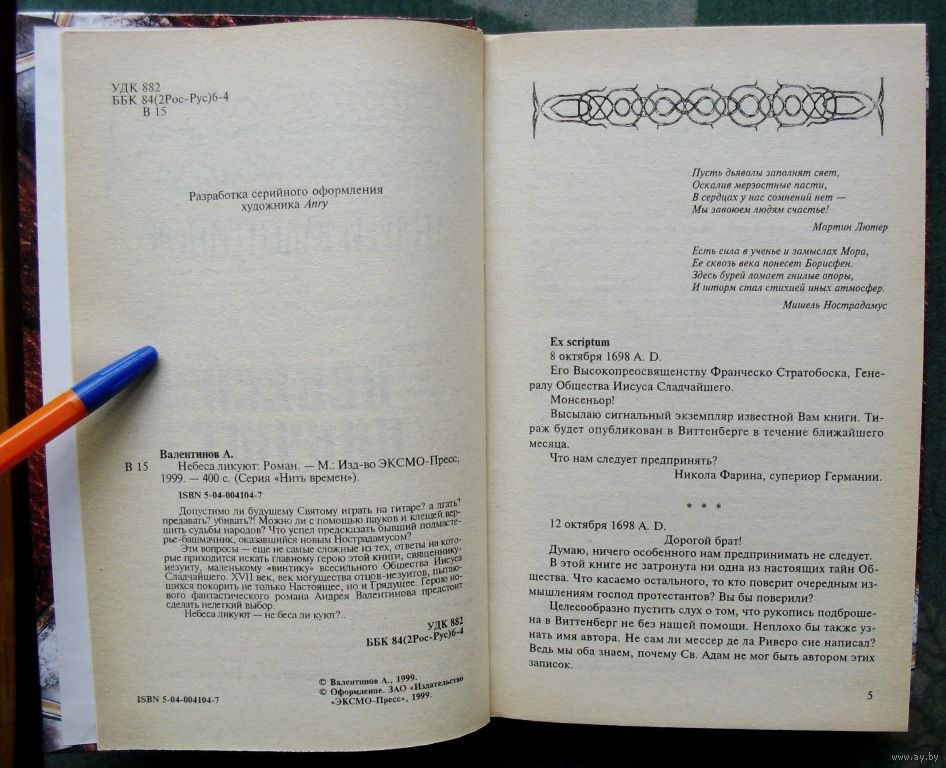 УДК 882
ББК 84(2Рос-Рус)6-4
В 15
Разработка серийного оформления
художника Anry
Валентинов А.
В 15 Небеса ликуют: Роман. — М.: Изд-во ЭКСМО-Пресс,
1999. — 400 с. (Серия «Нить времен»).
ISBN 5-04-004104-7
Допустимо ли будущему Святому играть на гитаре? а лгать?
предавать? убивать?! Можно ли с помощью пауков и клещей вер-
шить судьбы народов? Что успел предсказать бывший подмасте-
рье-башмачник, оказавшийся новым Нострадамусом?
Эти вопросы — еще не самые сложные из тех, ответы на кото-
рые приходится искать главному герою этой книги, священнику-
иезуиту, маленькому «винтику» всесильного Общества Иисуса
Сладчайшего. XVII век, век могущества отцов-иезуитов, пытаю-
щихся покорить не только Настоящее, но и Грядущее. Герою но-
вого фантастического романа Андрея Валентинова предстоит
сделать нелегкий выбор.
Небеса ликуют — не беса ли куют?..
УДК 882
ББК 84(2Рос-Рус)6-4
© Валентинов А., 1999.
© Оформление. ЗАО «Издательство
«ЭКСМО-Пресс», 1999.
ISBN 5-04-004104-7
Пусть дьяволы заполнят свет,
Оскалив мерзостные пасти,
В сердцах у нас сомнений нет —
Мы завоюем людям счастье!
Мартин Лютер
Есть сила в ученье и замыслах Мора,
Ее сквозь века понесет Борисфен.
Здесь бурей ломает гнилые опоры,
И шторм стал стихией иных атмосфер.
Мишель Нострадамус
Ex scriptum
8 октября 1698 A. D.
Его Высокопреосвященству Франческо Стратобоска, Гене-
ралу Общества Иисуса Сладчайшего.
Монсеньор!
Высылаю сигнальный экземпляр известной Вам книги. Ти-
раж будет опубликован в Виттенберге в течение ближайшего
месяца.
Что нам следует предпринять?
Никола Фарина, супериор Германии.
* * *
12 октября 1698 A. D.
Дорогой брат!
Думаю, ничего особенного нам предпринимать не следует.
В этой книге не затронута ни одна из настоящих тайн Об-
щества. Что касаемо остального, то кто поверит очередным из-
мышлениям господ протестантов? Вы бы поверили?
Целесообразно пустить слух о том, что рукопись подброше-
на в Виттенберг не без нашей помощи. Неплохо бы также уз-
нать имя автора. Не сам ли мессер де ла Риверо сие написал?
Ведь мы оба знаем, почему Св. Адам не мог быть автором этих
записок.
5
www.ay.by